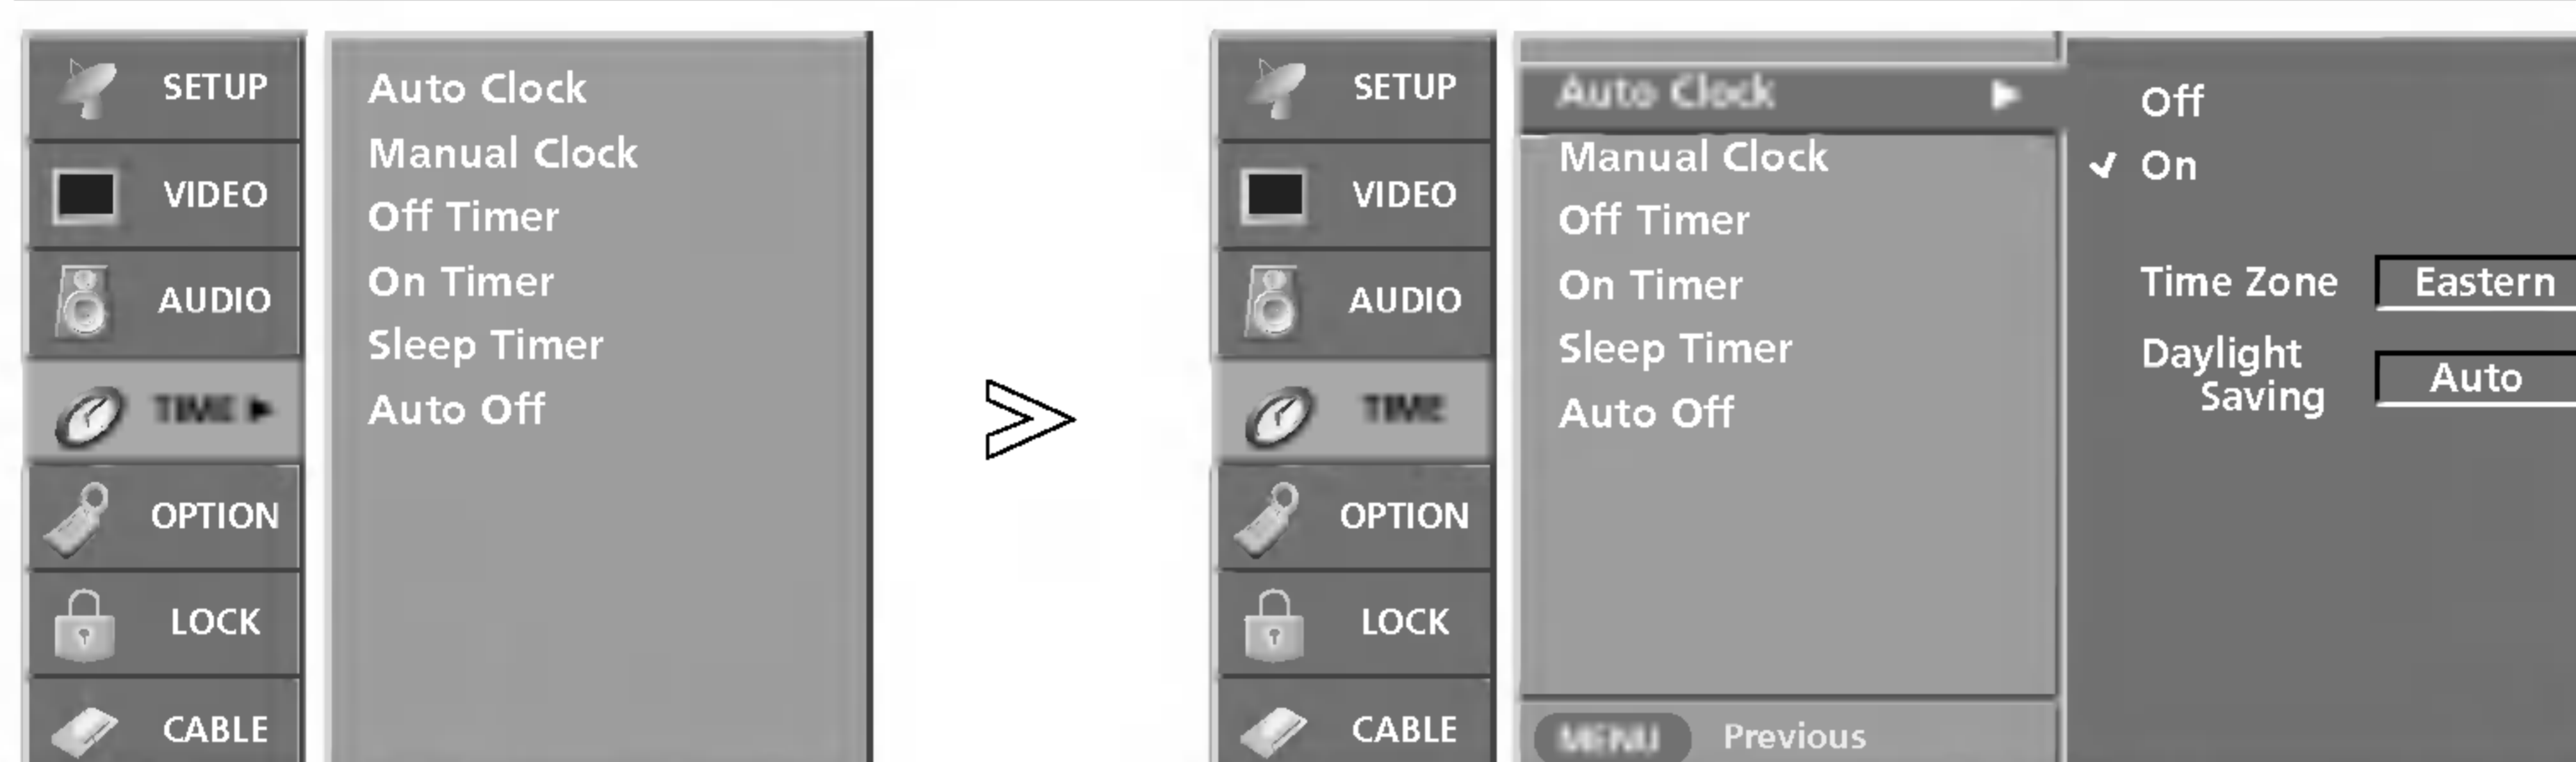 SETUP
VIDEO
AUDIO
TIME
OPTION
LOCK
CABLE
Auto Clock
Manual Clock
Off Timer
On Timer
Sleep Timer
Auto Off
SETUP
VIDEO
AUDIO
TIME
OPTION
LOCK
CABLE
Auto Clock
Manual Clock
Off Timer
On Timer
Sleep Timer
Auto Off
MENU Previous
Off
On
Time Zone Eastern
Daylight
Saving Auto